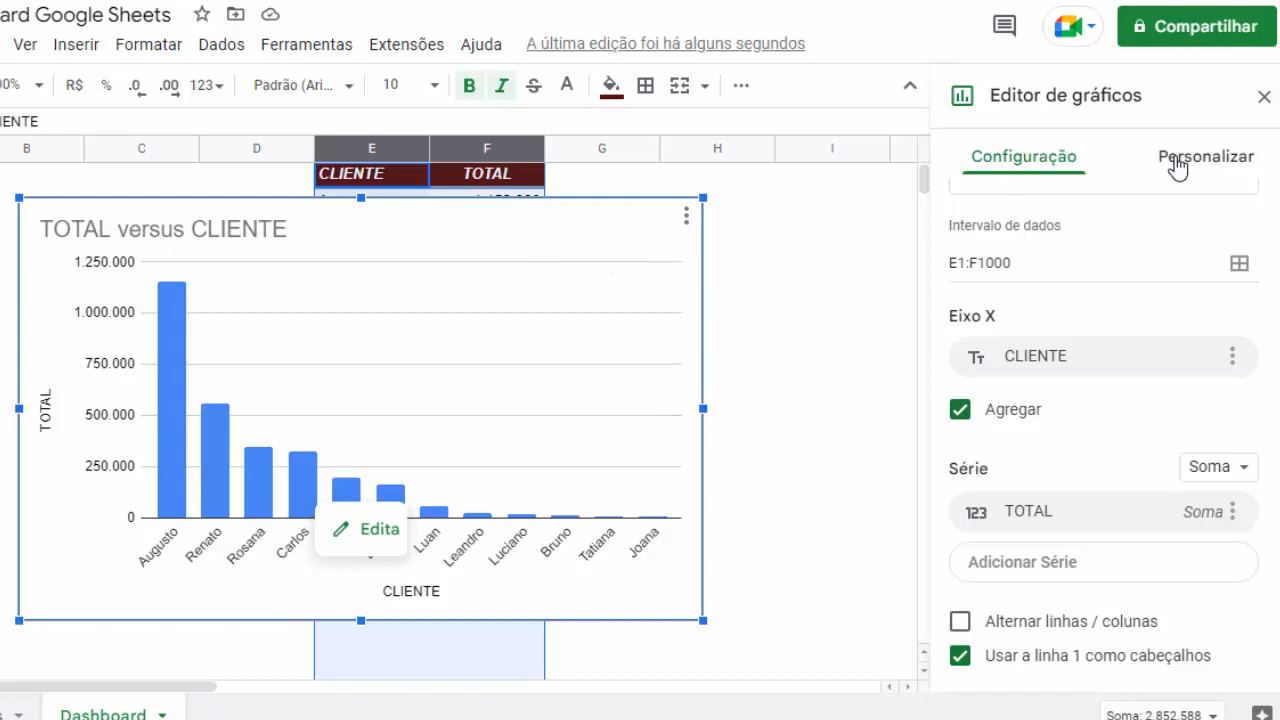 ard Google Sheets
Compartilhar
Ver Inserir Formatar Dados Ferramentas Extensões Ajuda A última edição foi há alguns segundos
0% R$ % .0 .00 123 Padrão (Ari... 10 B I S A
ENTE
Editor de gráficos
B C D E F G H I
Configuração Personalizar
CLIENTE TOTAL
TOTAL versus CLIENTE
1.250.000
1.000.000
750.000
500.000
250.000
0
TOTAL
Augusto Renato Rosana Carlos Luan Leandro Luciano Bruno Tatiana Joana
Edita
CLIENTE
Intervalo de dados
E1:F1000
Eixo X
Tт CLIENTE
Agregar
Série Soma
123 TOTAL Soma
Adicionar Série
Alternar linhas / colunas
Usar a linha 1 como cabeçalhos
Dashboard
Soma: 2.852.588